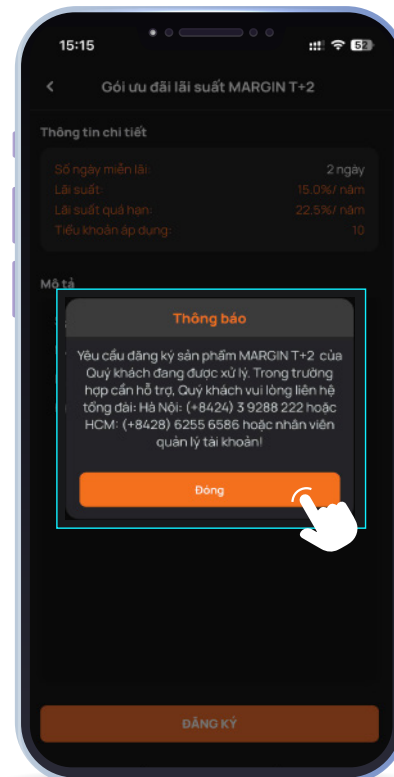 15:15
52
Gói ưu đãi lãi suất MARGIN T+2
Thông tin chi tiết
Số ngày miễn lãi: 2 ngày
Lãi suất: 15.0%/ năm
Lãi suất quá hạn: 22.5%/ năm
Tiểu khoản áp dụng: 10
Mô tả
Thông báo
Yêu cầu đăng ký sản phẩm MARGIN T+2 của
Quý khách đang được xử lý. Trong trường
hợp cần hỗ trợ, Quý khách vui lòng liên hệ
tổng đài: Hà Nội: (+8424) 3 9288 222 hoặc
HCM: (+8428) 6255 6586 hoặc nhân viên
quản lý tài khoản!
Đóng
ĐĂNG KÝ